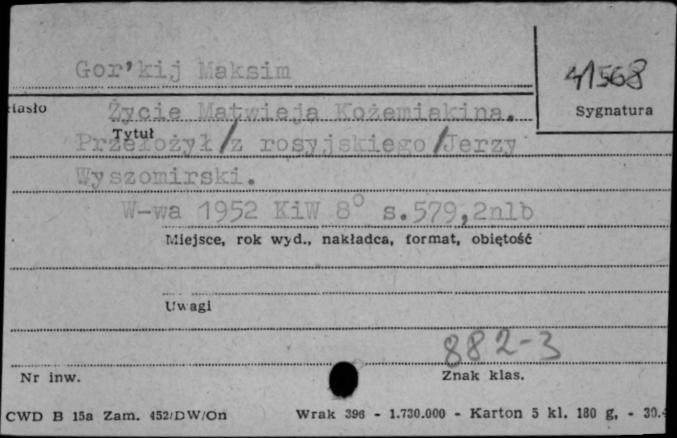 Gor'kij Maksim
41568
Hasło
Sygnatura
Życie Matwieja Kożemiakina.
Tytuł
Przełożył/z rosyjskiego/Jerzy
Wyszomirski.
W-wa 1952 KiW 8° s.579,2nlb
Miejsce, rok wyd., nakładca, format, objętość
Uwagi
882-3
Nr inw.
Znak klas.
CWD B 15a Zam. 452/DW/On Wrak 396 - 1.730.000 - Karton 5 kl. 180 g, - 30.4